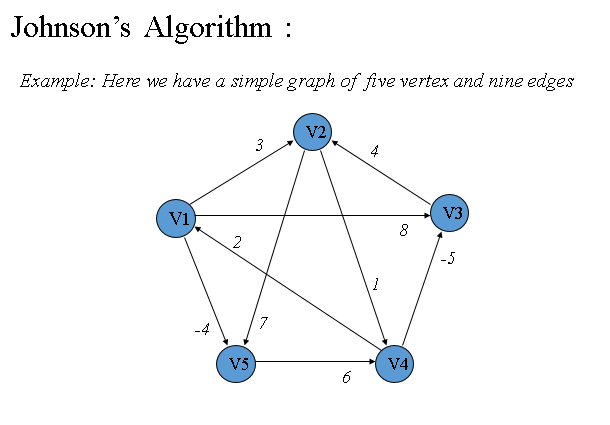 Johnson's Algorithm :
Example: Here we have a simple graph of five vertex and nine edges
V2
3
4
V1
V3
8
2
-5
1
-4
7
V5
V4
6